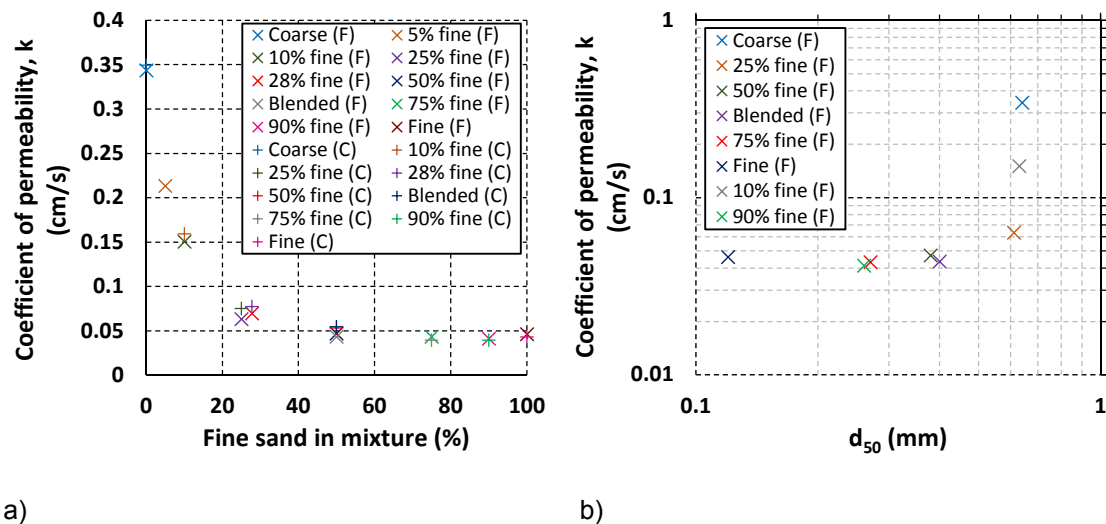 Coefficient of permeability, k
(cm/s)
0.4
0.35
0.3
0.25
0.2
0.15
0.1
0.05
0
Coarse (F) 5% fine (F)
10% fine (F) 25% fine (F)
28% fine (F) 50% fine (F)
Blended (F) 75% fine (F)
90% fine (F) Fine (F)
Coarse (C) 10% fine (C)
25% fine (C) 28% fine (C)
50% fine (C) Blended (C)
75% fine (C) 90% fine (C)
Fine (C)
0 20 40 60 80 100
Fine sand in mixture (%)
a)
Coefficient of permeability, k
(cm/s)
1
0.1
0.01
Coarse (F)
25% fine (F)
50% fine (F)
Blended (F)
75% fine (F)
Fine (F)
10% fine (F)
90% fine (F)
0.1 1
d50 (mm)
b)